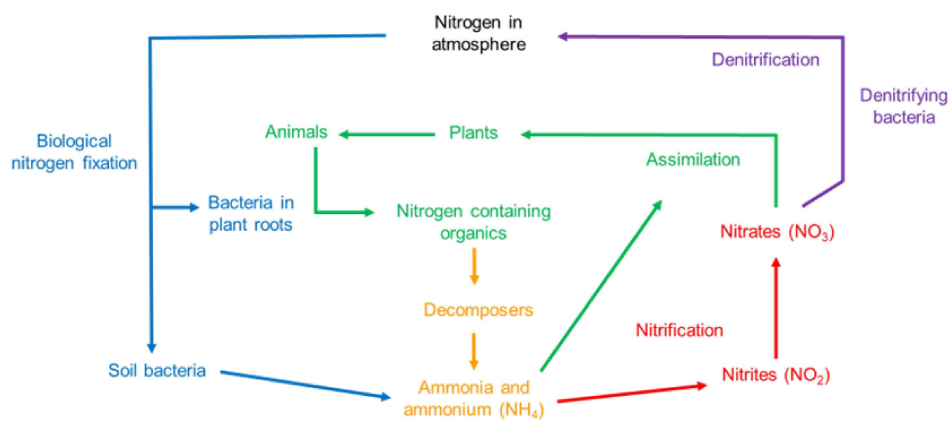 Nitrogen in
atmosphere
Denitrification
Denitrifying
bacteria
Biological
nitrogen fixation
Animals
Plants
Assimilation
Bacteria in
plant roots
Nitrogen containing
organics
Nitrates (NO₃)
Decomposers
Nitrification
Soil bacteria
Ammonia and
ammonium (NH₄)
Nitrites (NO₂)